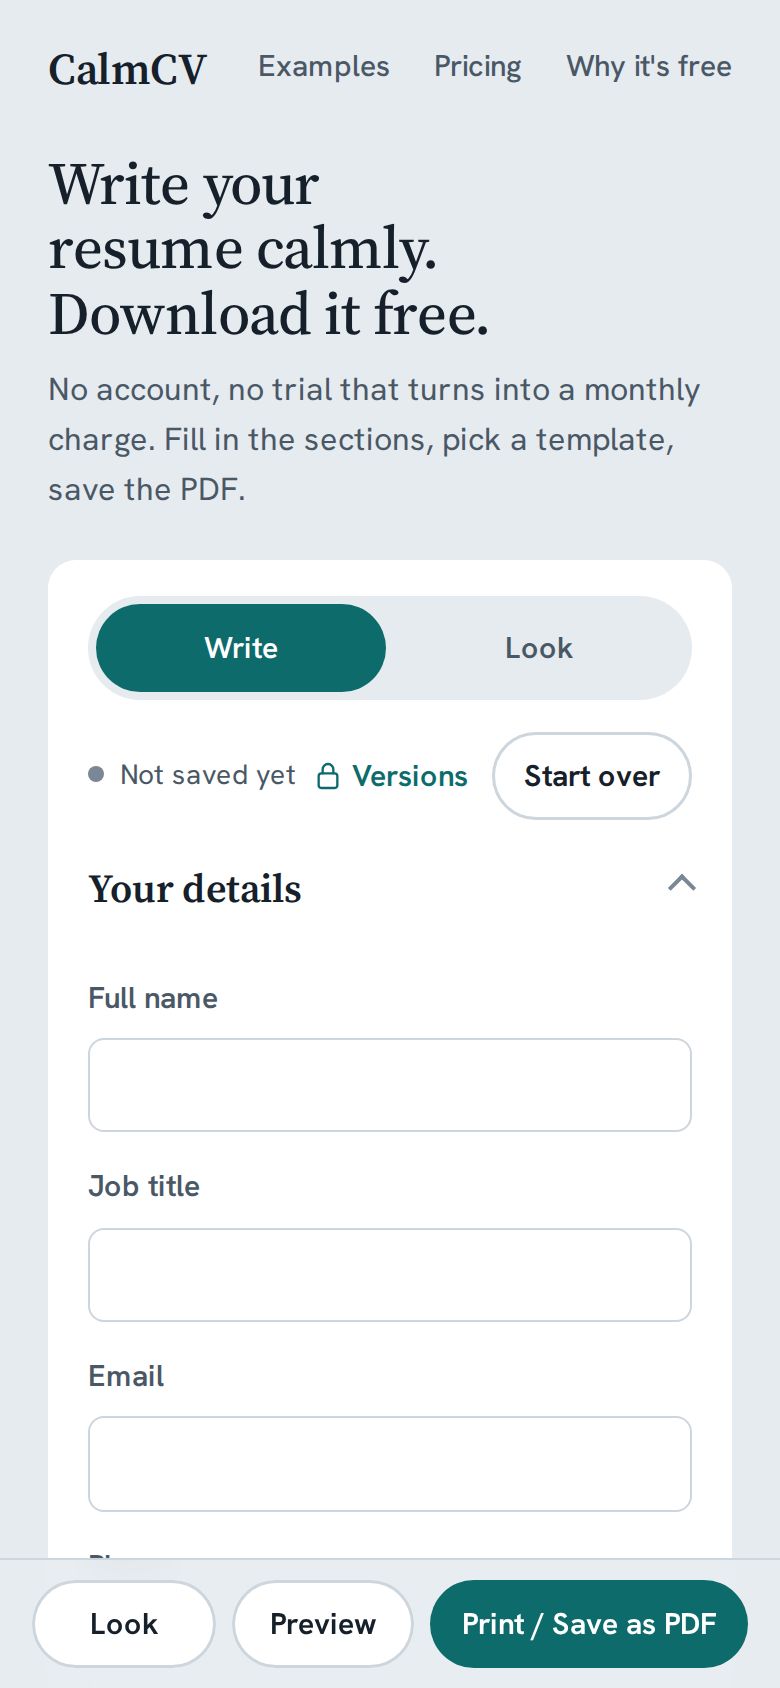 CalmCV Examples Pricing Why it's free
Write your
resume calmly.
Download it free.
No account, no trial that turns into a monthly
charge. Fill in the sections, pick a template,
save the PDF.
Write Look
Not saved yet Versions Start over
Your details
Full name
Job title
Email
Look Preview Print / Save as PDF